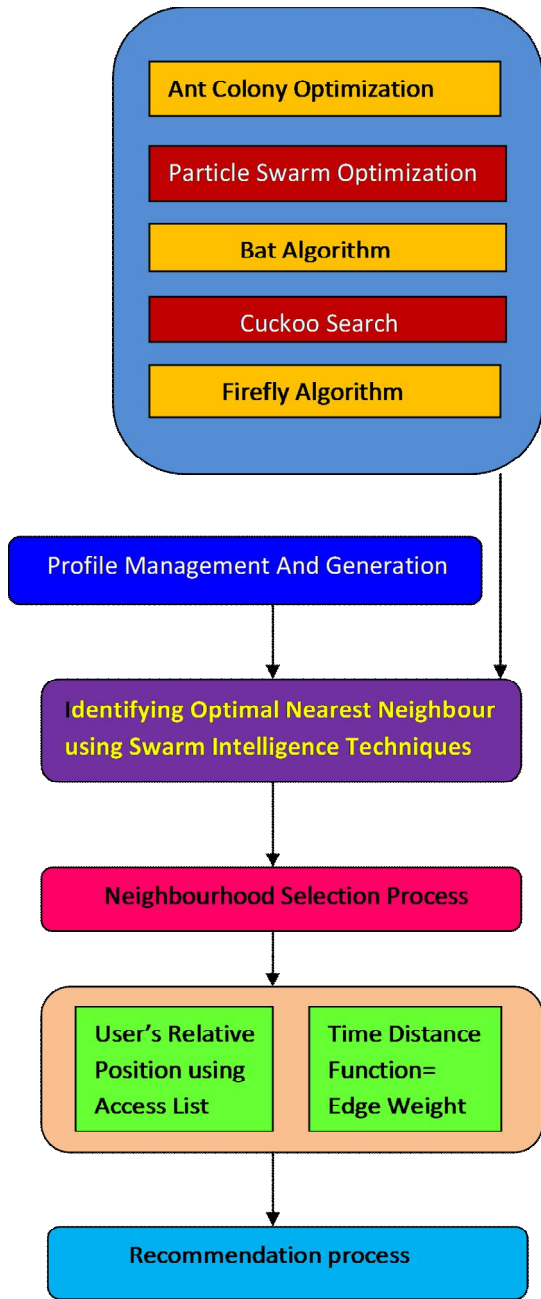 Ant Colony Optimization
Particle Swarm Optimization
Bat Algorithm
Cuckoo Search
Firefly Algorithm
Profile Management And Generation
Identifying Optimal Nearest Neighbour
using Swarm Intelligence Techniques
Neighbourhood Selection Process
User's Relative
Position using
Access List
Time Distance
Function=
Edge Weight
Recommendation process